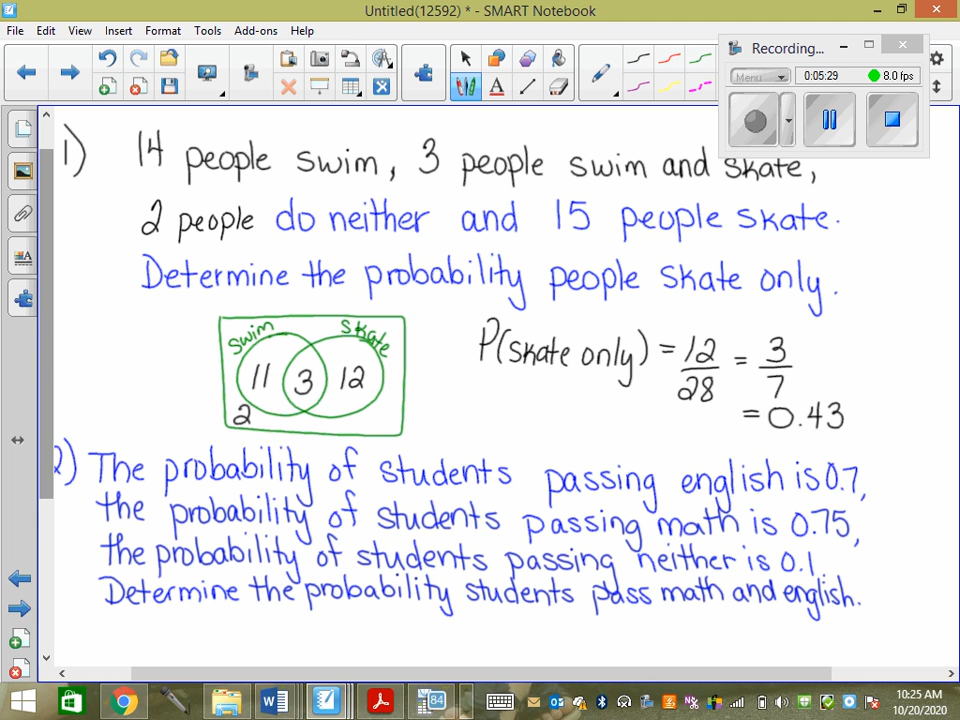 Untitled(12592) * - SMART Notebook
File Edit View Insert Format Tools Add-ons Help
Recording...
Menu 0:05:29 8.0 fps
1) 14 people swim, 3 people swim and skate,
2 people do neither and 15 people skate.
Determine the probability people skate only.
swim skate
11 3 12
2
P(skate only) = 12/28 = 3/7
= 0.43
2) The probability of students passing english is 0.7,
the probability of students passing math is 0.75,
the probability of students passing neither is 0.1
Determine the probability students pass math and english.
84
10:25 AM
10/20/2020